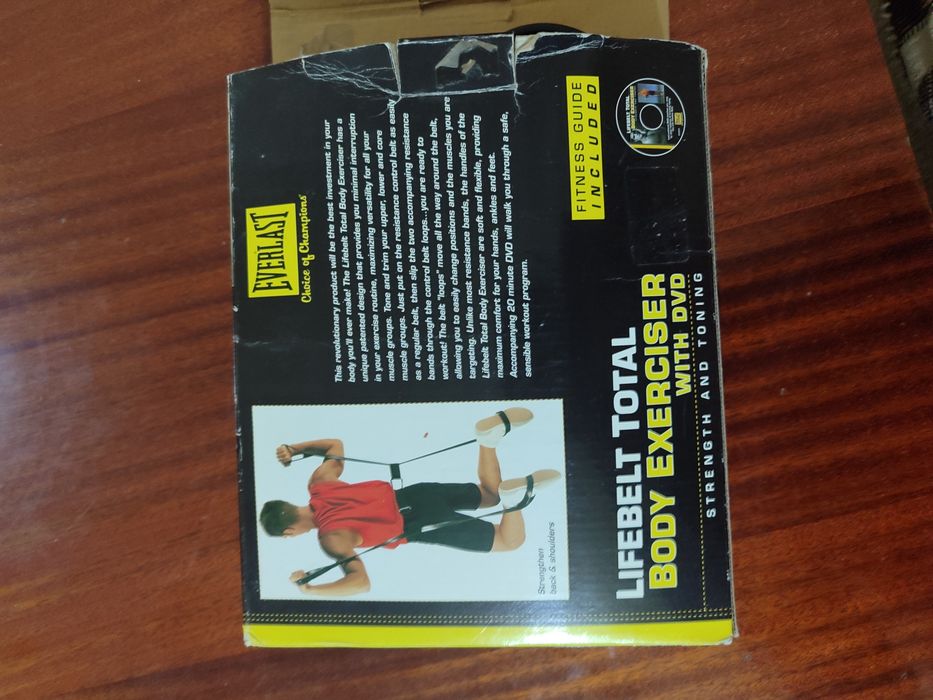 EVERLAST
Choice of Champions
This revolutionary product will be the best investment in your
body you'll ever make! The Lifebelt Total Body Exerciser has a
unique patented design that provides you minimal interruption
in your exercise routine, maximizing versatility for all your
muscle groups. Tone and trim your upper, lower and core
muscle groups. Just put on the resistance control belt as easily
as a regular belt, then slip the two accompanying resistance
bands through the control belt loops...you are ready to
workout! The belt "loops" move all the way around the belt,
allowing you to easily change positions and the muscles you are
targeting. Unlike most resistance bands, the handles of the
Lifebelt Total Body Exerciser are soft and flexible, providing
maximum comfort for your hands, ankles and feet.
Accompanying 20 minute DVD will walk you through a safe,
sensible workout program.
Strengthen
back & shoulders
FITNESS GUIDE
INCLUDED
LIFEBELT TOTAL
BODY EXERCISER
LIFEBELT TOTAL
BODY EXERCISER
WITH DVD
STRENGTH AND TONING